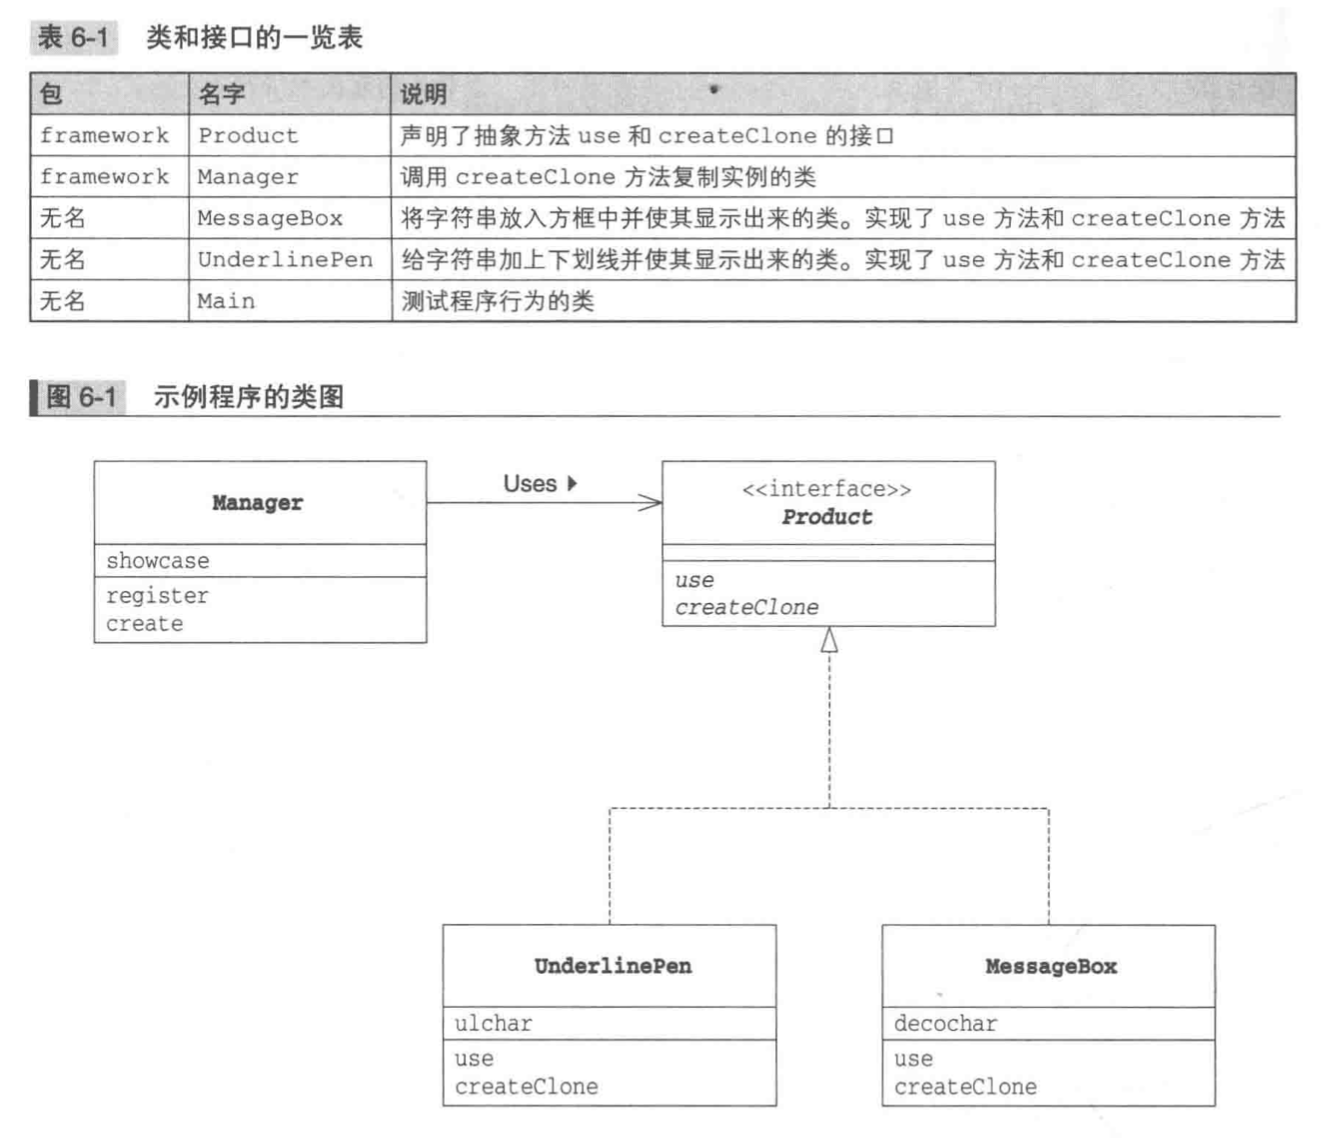 表 6-1 类和接口的一览表
包 名字 说明
framework Product 声明了抽象方法 use 和 createClone 的接口
framework Manager 调用 createClone 方法复制实例的类
无名 MessageBox 将字符串放入方框中并使其显示出来的类。实现了 use 方法和 createClone 方法
无名 UnderlinePen 给字符串加上下划线并使其显示出来的类。实现了 use 方法和 createClone 方法
无名 Main 测试程序行为的类
图 6-1 示例程序的类图
Manager
showcase
register
create
Uses ▶
<<interface>>
Product
use
createClone
UnderlinePen
ulchar
use
createClone
MessageBox
decochar
use
createClone